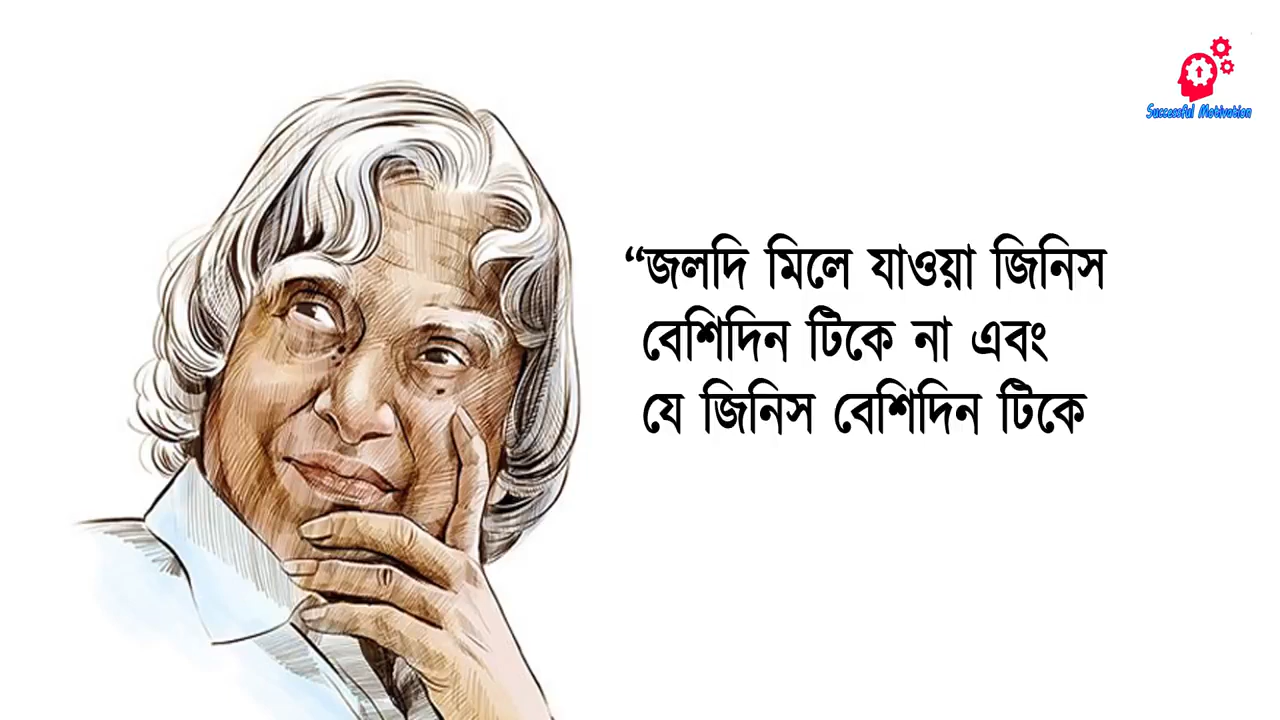 Successful Motivation
“জলদি মিলে যাওয়া জিনিস
বেশিদিন টিকে না এবং
যে জিনিস বেশিদিন টিকে